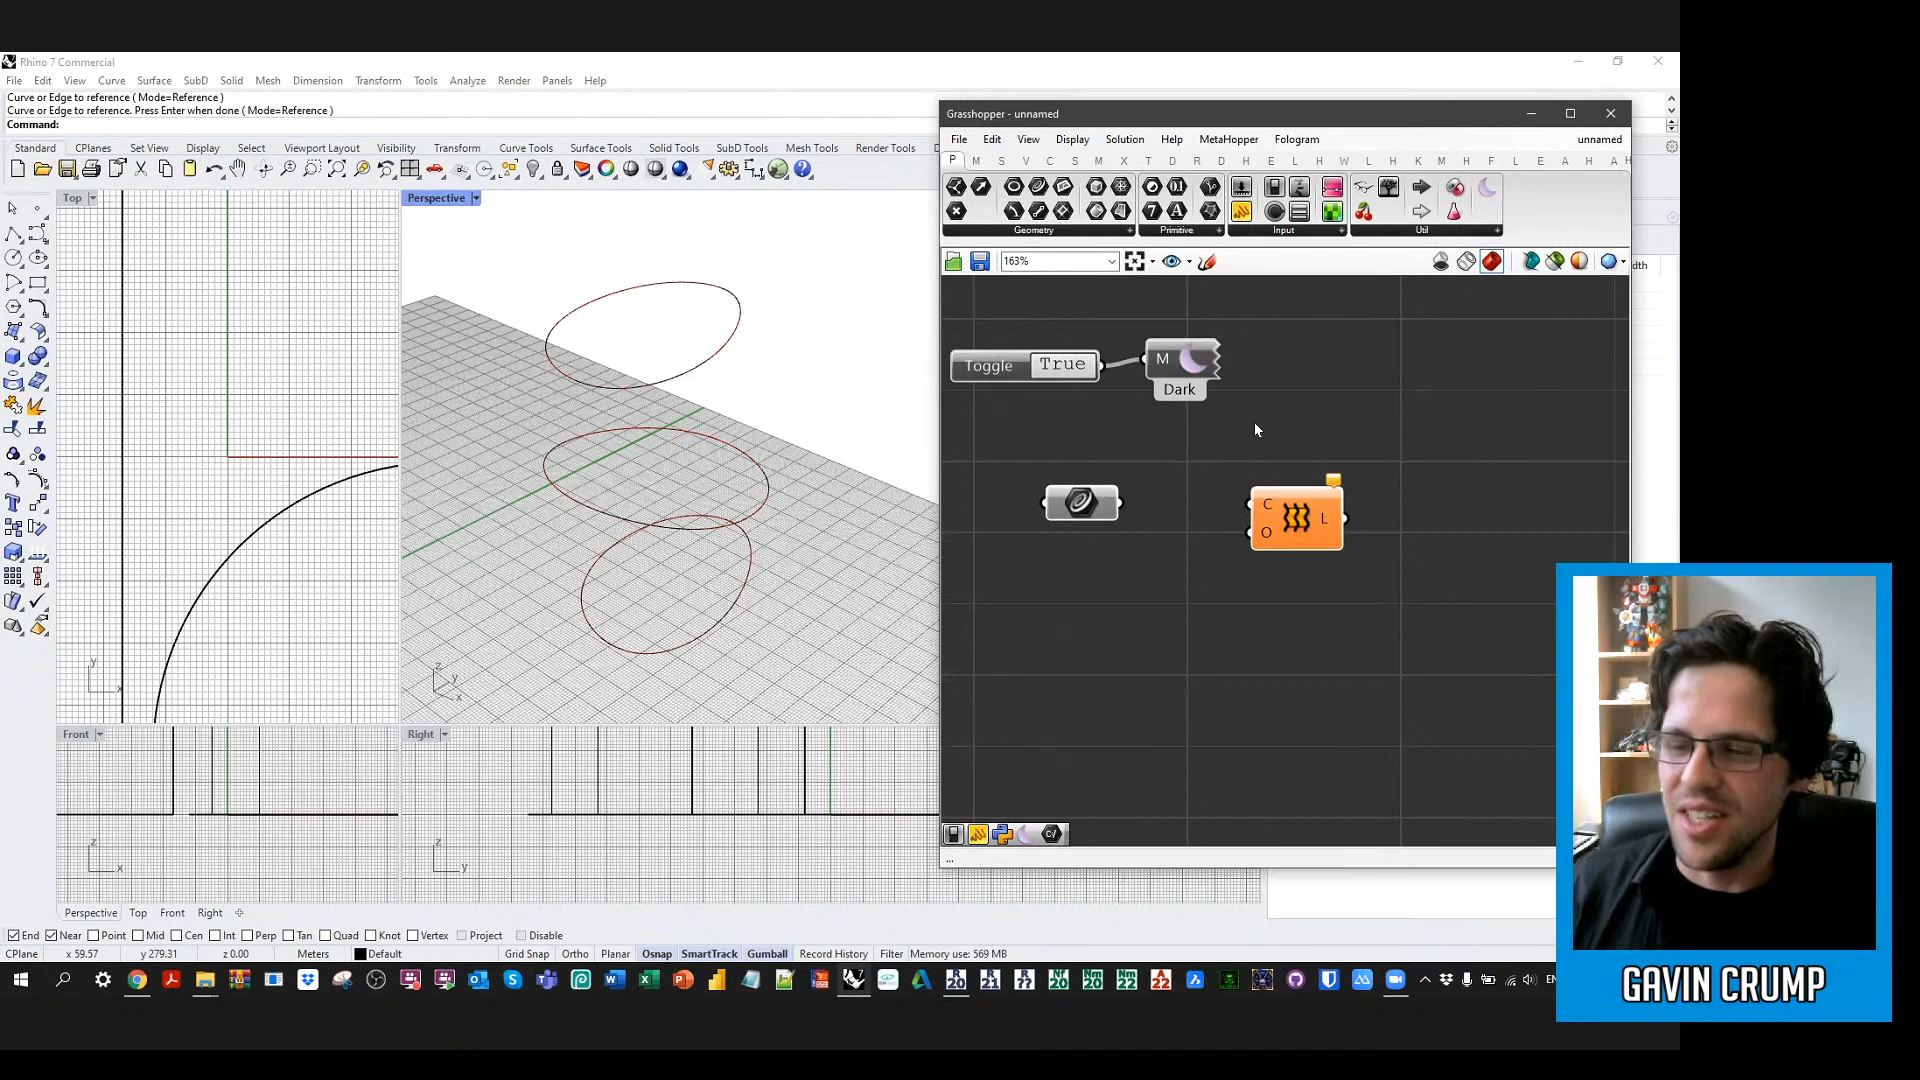 Rhino 7 Commercial
File Edit View Curve Surface SubD Solid Mesh Dimension Transform Tools Analyze Render Panels Help
Curve or Edge to reference ( Mode=Reference )
Curve or Edge to reference. Press Enter when done ( Mode=Reference )
Command:
Standard CPlanes Set View Display Select Viewport Layout Visibility Transform Curve Tools Surface Tools Solid Tools SubD Tools Mesh Tools Render Tools D
Top
Perspective
z y x
y x
Front
Right
z x
z y
Perspective Top Front Right
End Near Point Mid Cen Int Perp Tan Quad Knot Vertex Project Disable
CPlane x 59.57 y 279.31 z 0.00 Meters Default Grid Snap Ortho Planar Osnap SmartTrack Gumball Record History Filter Memory use: 569 MB
Grasshopper - unnamed
File Edit View Display Solution Help MetaHopper Fologram unnamed
P M S V C S M X T D R D H E L H W L H K M H F L E A H A H
Geometry Primitive Input Util
163%
dth
Toggle True M
Dark
C L
O
...
GAVIN CRUMP